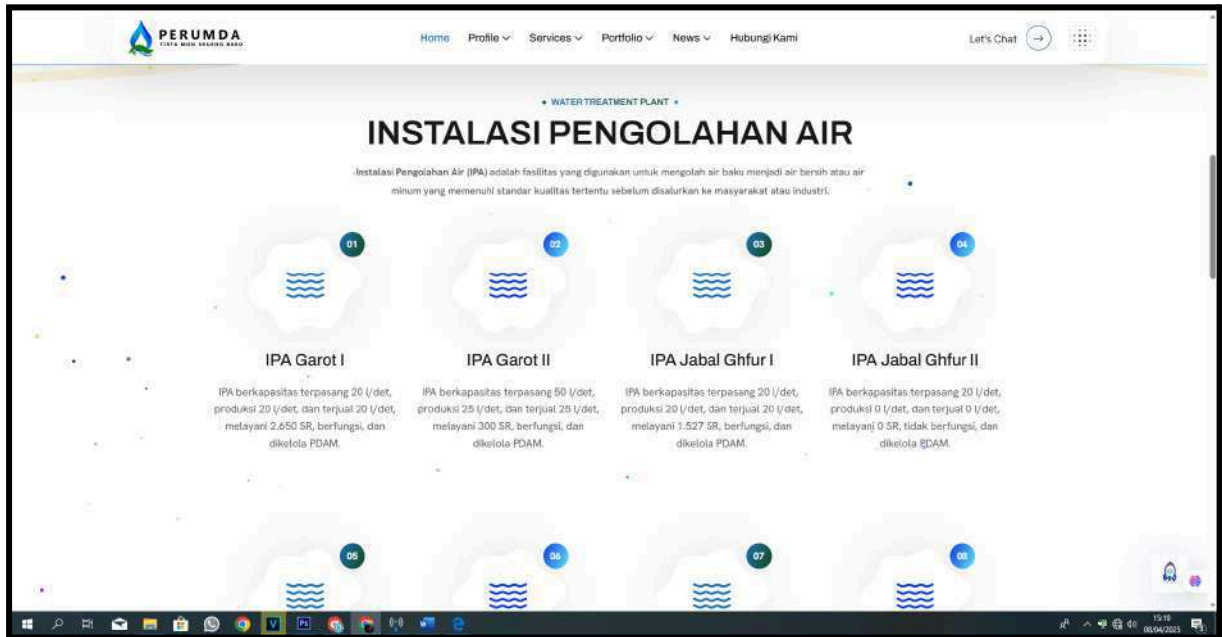 PERUMDA
TIRTA MON KRUENG BARO
Home Profile Services Portfolio News Hubungi Kami
Let's Chat
WATER TREATMENT PLANT
INSTALASI PENGOLAHAN AIR
Instalasi Pengolahan Air (IPA) adalah fasilitas yang digunakan untuk mengolah air baku menjadi air bersih atau air
minum yang memenuhi standar kualitas tertentu sebelum disalurkan ke masyarakat atau industri.
01
IPA Garot I
IPA berkapasitas terpasang 20 l/det,
produksi 20 l/det, dan terjual 20 l/det,
melayani 2.650 SR, berfungsi, dan
dikelola PDAM.
02
IPA Garot II
IPA berkapasitas terpasang 50 l/det,
produksi 25 l/det, dan terjual 25 l/det,
melayani 300 SR, berfungsi, dan
dikelola PDAM.
03
IPA Jabal Ghfur I
IPA berkapasitas terpasang 20 l/det,
produksi 20 l/det, dan terjual 20 l/det,
melayani 1.527 SR, berfungsi, dan
dikelola PDAM.
04
IPA Jabal Ghfur II
IPA berkapasitas terpasang 20 l/det,
produksi 0 l/det, dan terjual 0 l/det,
melayani 0 SR, tidak berfungsi, dan
dikelola PDAM.
05
06
07
08
15:19
08/04/2025